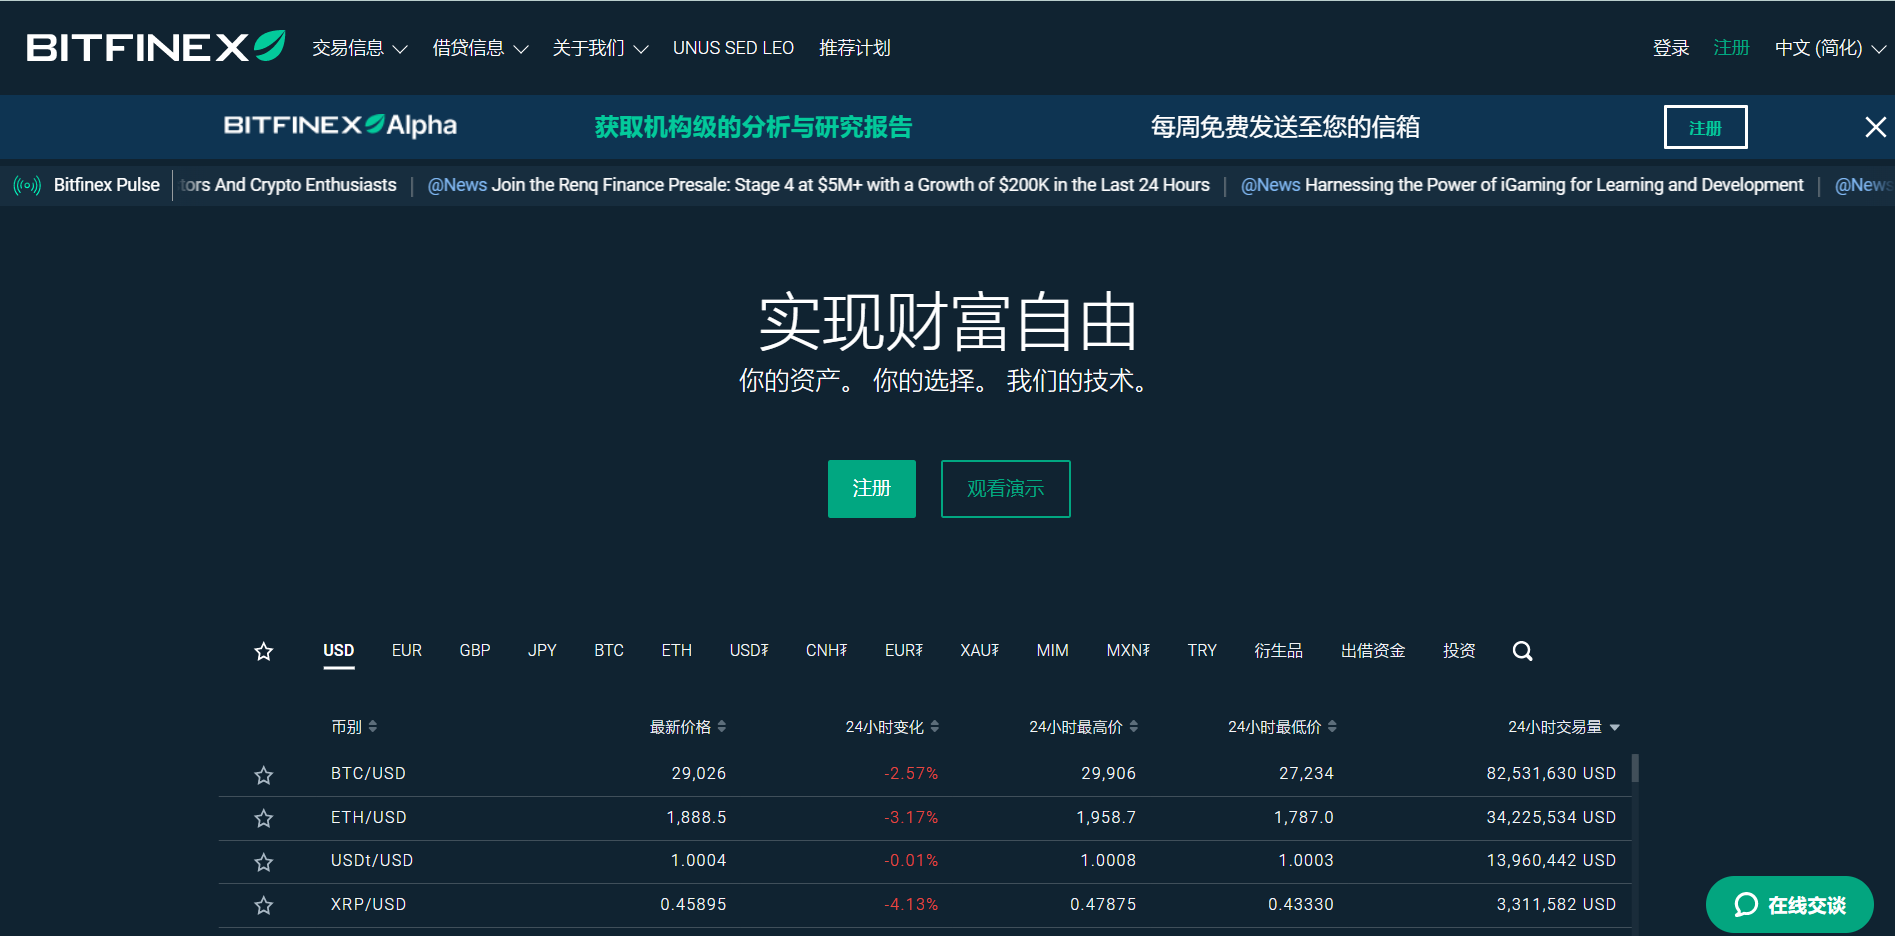 BITFINEX 交易信息 借贷信息 关于我们 UNUS SED LEO 推荐计划 登录 注册 中文 (简化)
BITFINEX Alpha 获取机构级的分析与研究报告 每周免费发送至您的信箱 注册
Bitfinex Pulse tors And Crypto Enthusiasts | @News Join the Renq Finance Presale: Stage 4 at $5M+ with a Growth of $200K in the Last 24 Hours | @News Harnessing the Power of iGaming for Learning and Development | @News
实现财富自由
你的资产。 你的选择。 我们的技术。
注册 观看演示
USD EUR GBP JPY BTC ETH USD₮ CNH₮ EUR₮ XAU₮ MIM MXN₮ TRY 衍生品 出借资金 投资
币别 最新价格 24小时变化 24小时最高价 24小时最低价 24小时交易量
BTC/USD 29,026 -2.57% 29,906 27,234 82,531,630 USD
ETH/USD 1,888.5 -3.17% 1,958.7 1,787.0 34,225,534 USD
USDt/USD 1.0004 -0.01% 1.0008 1.0003 13,960,442 USD
XRP/USD 0.45895 -4.13% 0.47875 0.43330 3,311,582 USD
在线交谈